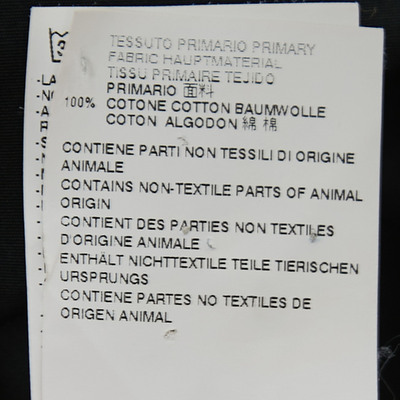 TESSUTO PRIMARIO PRIMARY
FABRIC HAUPTMATERIAL
TISSU PRIMAIRE TEJIDO
PRIMARIO 面料
100% COTONE COTTON BAUMWOLLE
COTON ALGODON 綿 棉
CONTIENE PARTI NON TESSILI DI ORIGINE
ANIMALE
CONTAINS NON-TEXTILE PARTS OF ANIMAL
ORIGIN
CONTIENT DES PARTIES NON TEXTILES
D'ORIGINE ANIMALE
ENTHÄLT NICHTTEXTILE TEILE TIERISCHEN
URSPRUNGS
CONTIENE PARTES NO TEXTILES DE
ORIGEN ANIMAL